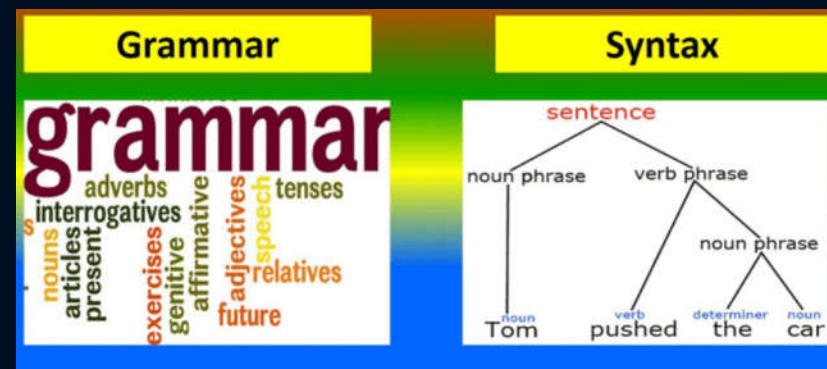 Grammar
Syntax
grammar
adverbs
interrogatives
nouns
articles
present
exercises
genitive
affirmative
adjectives
speech
tenses
relatives
future
sentence
noun phrase verb phrase
noun phrase
noun verb determiner noun
Tom pushed the car